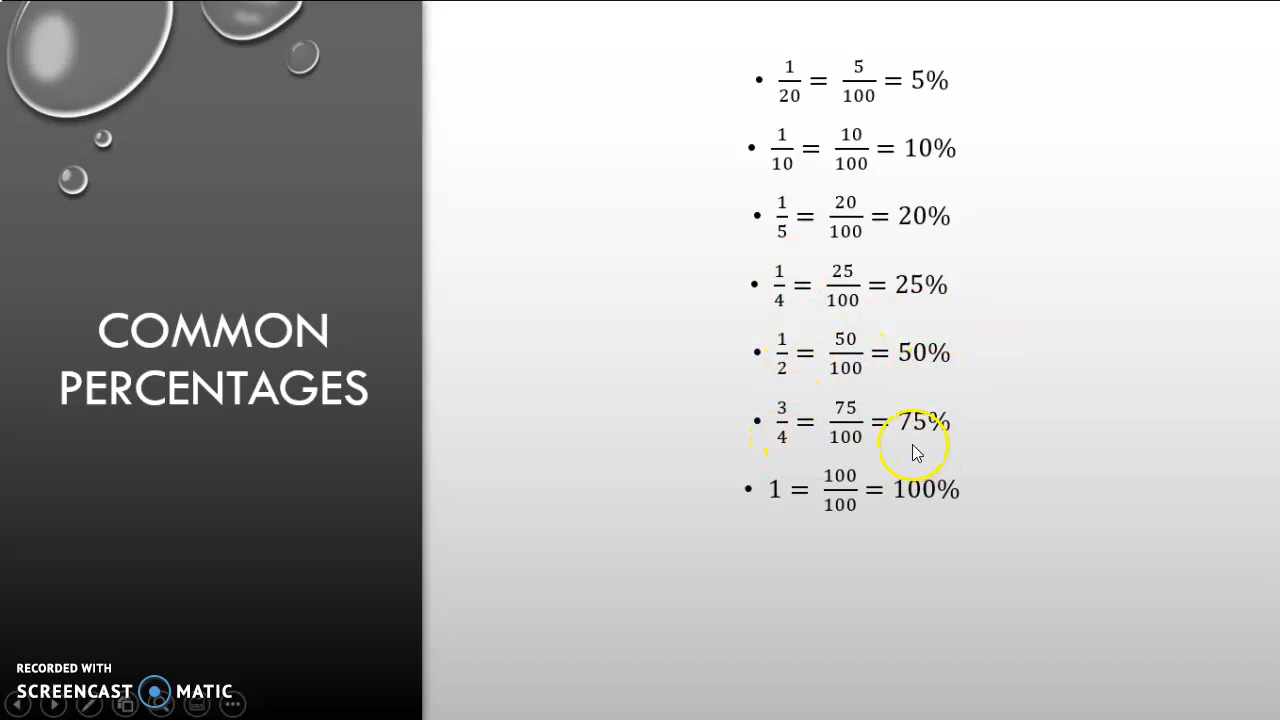 COMMON
PERCENTAGES
• 1/20 = 5/100 = 5%
• 1/10 = 10/100 = 10%
• 1/5 = 20/100 = 20%
• 1/4 = 25/100 = 25%
• 1/2 = 50/100 = 50%
• 3/4 = 75/100 = 75%
• 1 = 100/100 = 100%
RECORDED WITH
SCREENCAST MATIC